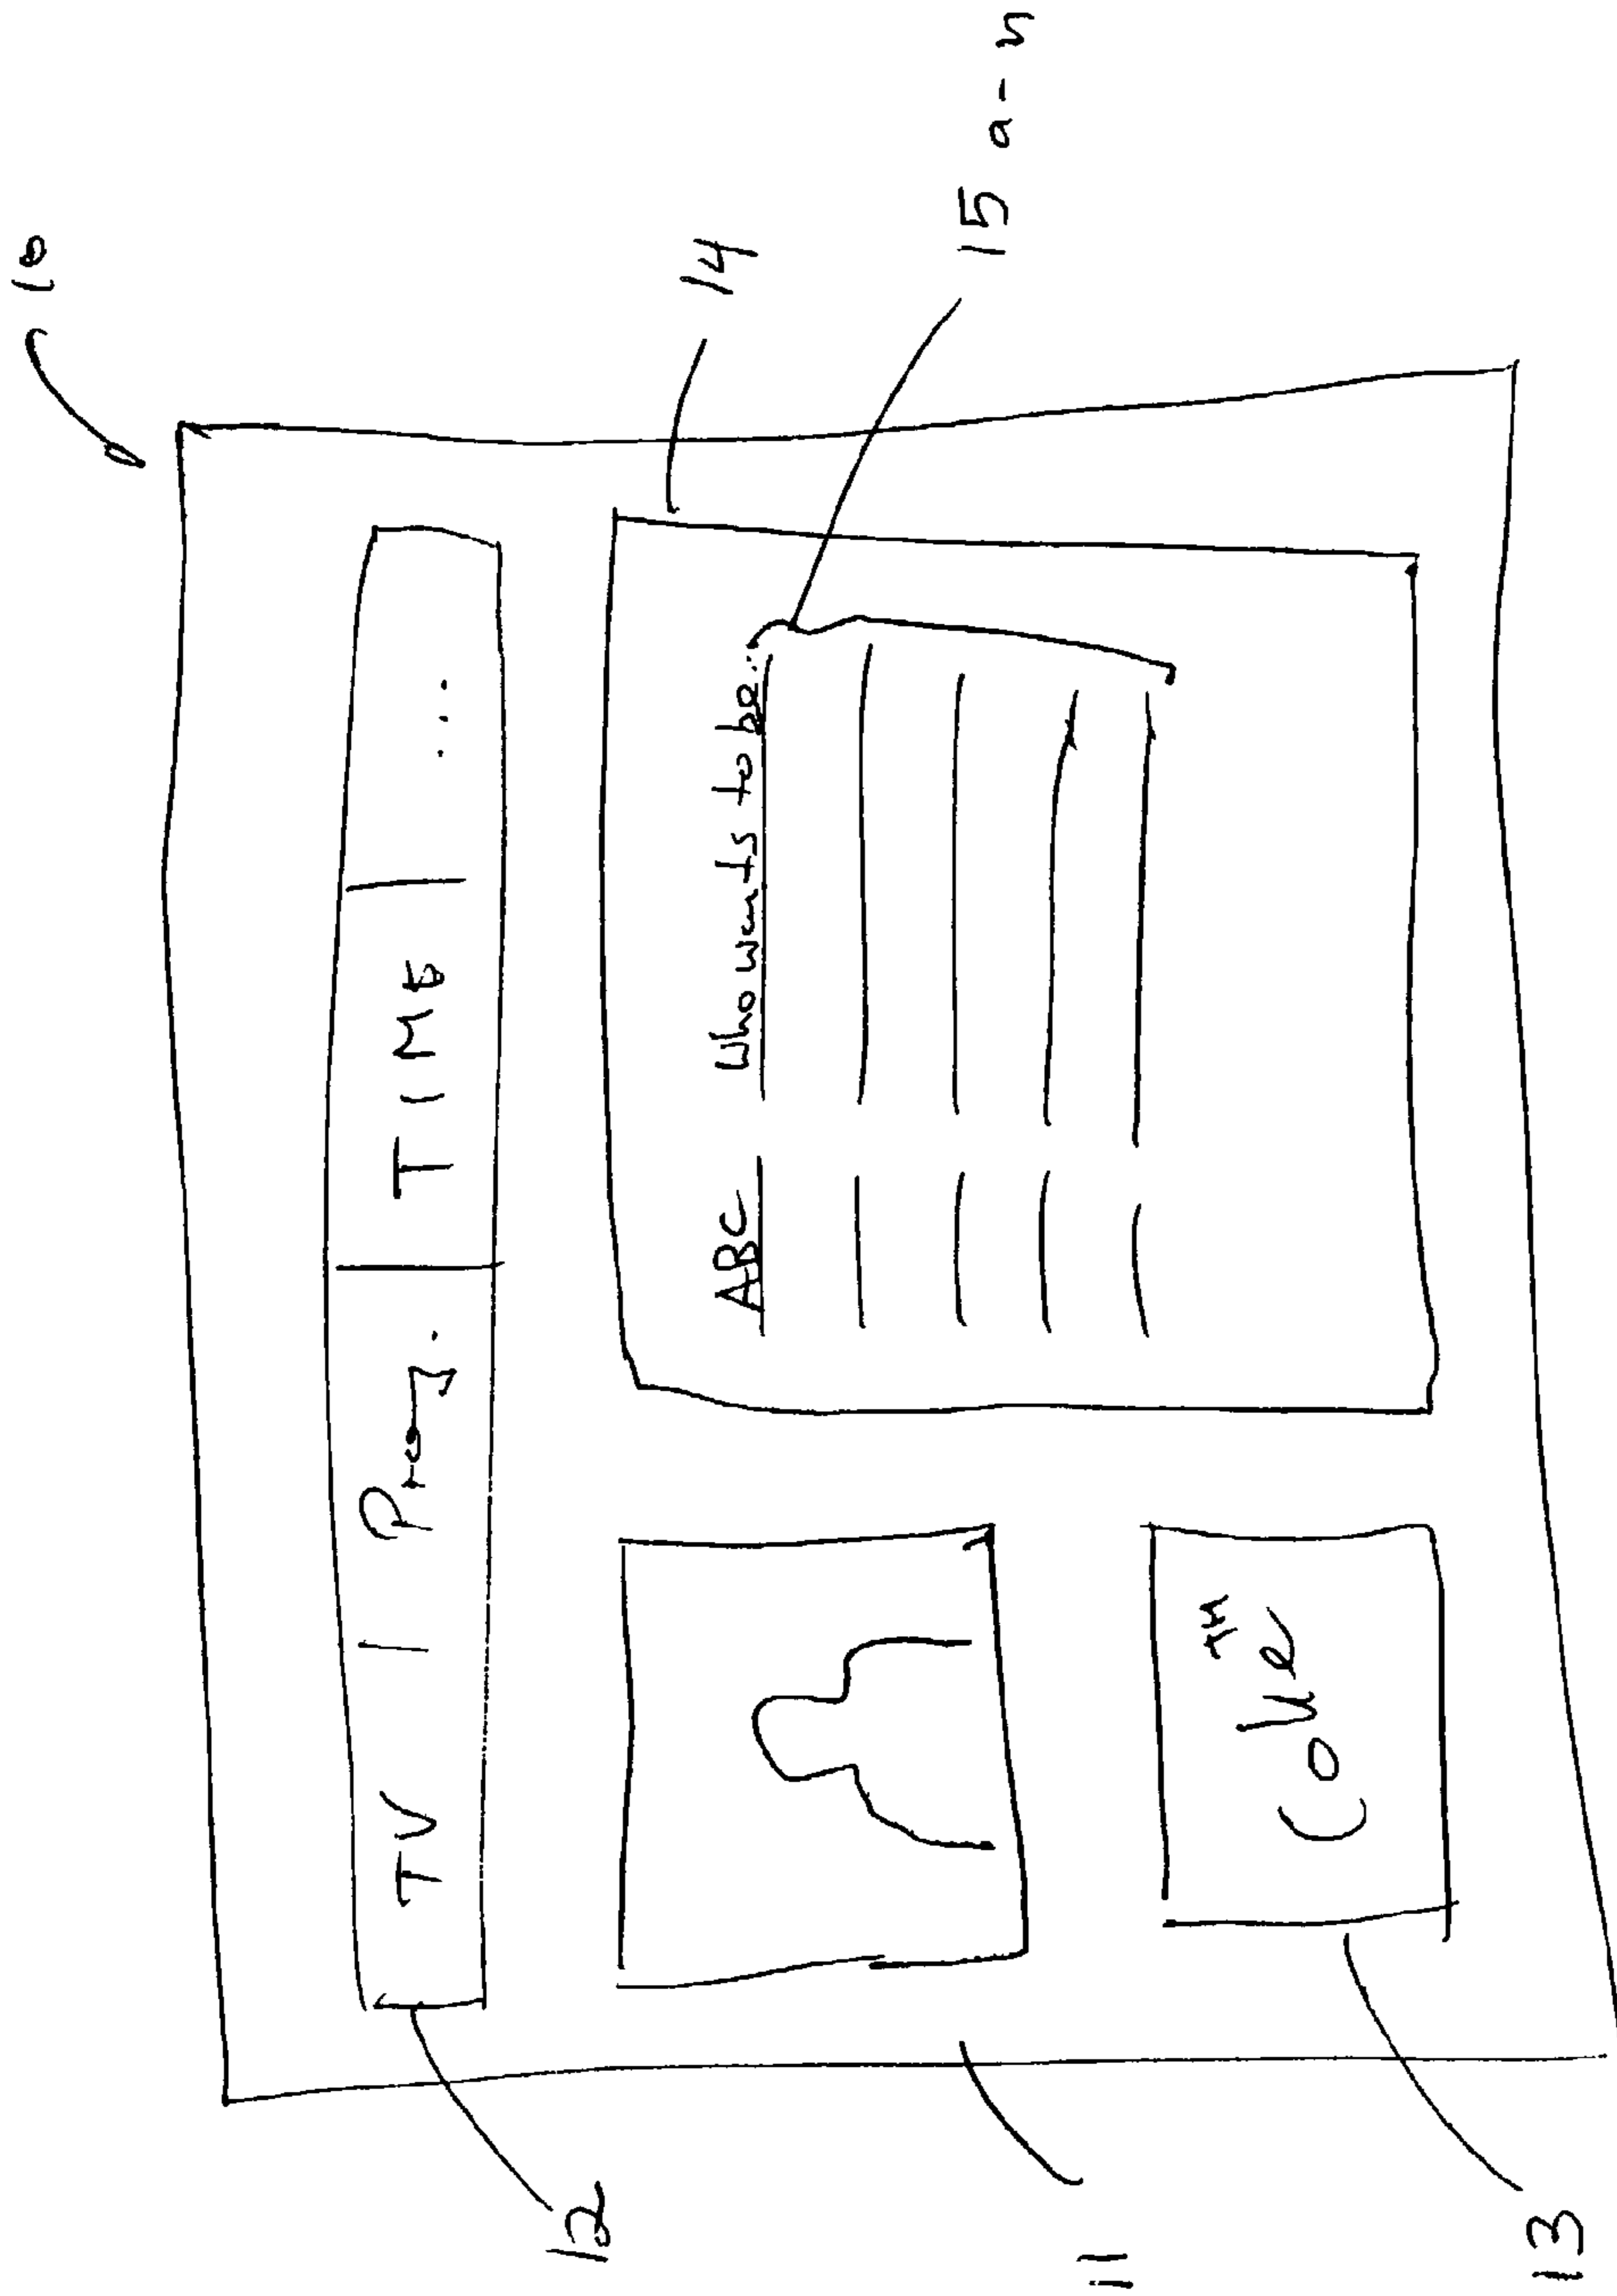 10
TV | Prog. | TIME | ...
12
14
ABC Who wants to be...
15 a-n
11
Coke™
13